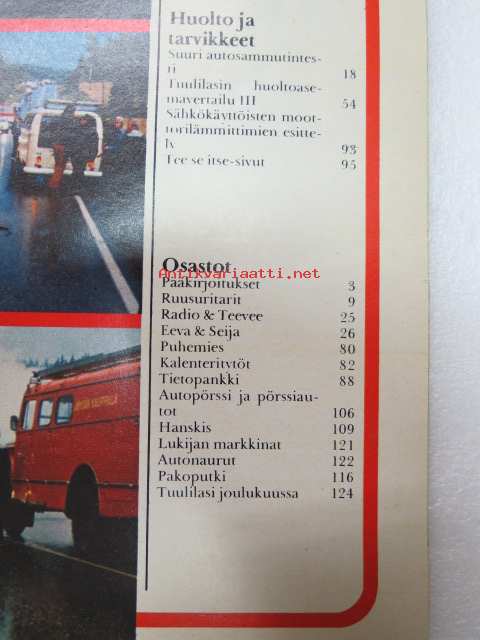 Huolto ja
tarvikkeet
Suuri autosammutintes-
ti 18
Tuulilasin huoltoase-
mavertailu III 54
Sähkökäyttöisten moot-
torilämmittimien esitte-
ly 93
Tee se itse-sivut 95
Osastot
Antikvariaatti.net
Pääkirjoitukset 3
Ruusuritarit 9
Radio & Teevee 25
Eeva & Seija 26
Puhemies 80
Kalenteritytöt 82
Tietopankki 88
Autopörssi ja pörssiau-
tot 106
Hanskis 109
Lukijan markkinat 121
Autonaurut 122
Pakoputki 116
Tuulilasi joulukuussa 124